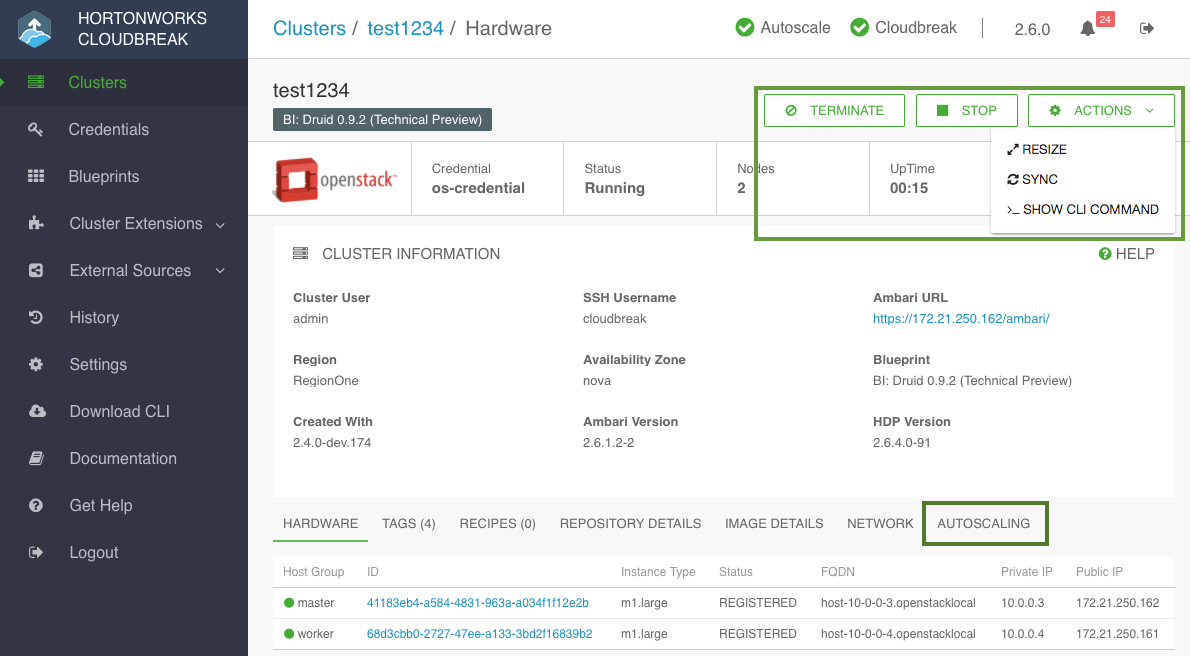 HORTONWORKS
CLOUDBREAK
Clusters / test1234 / Hardware
Autoscale Cloudbreak 2.6.0 24
Clusters
Credentials
Blueprints
Cluster Extensions
External Sources
History
Settings
Download CLI
Documentation
Get Help
Logout
test1234
BI: Druid 0.9.2 (Technical Preview)
TERMINATE STOP ACTIONS
RESIZE
SYNC
>_ SHOW CLI COMMAND
openstack™
Credential
os-credential
Status
Running
Nodes
2
UpTime
00:15
CLUSTER INFORMATION HELP
Cluster User SSH Username Ambari URL
admin cloudbreak https://172.21.250.162/ambari/
Region Availability Zone Blueprint
RegionOne nova BI: Druid 0.9.2 (Technical Preview)
Created With Ambari Version HDP Version
2.4.0-dev.174 2.6.1.2-2 2.6.4.0-91
HARDWARE TAGS (4) RECIPES (0) REPOSITORY DETAILS IMAGE DETAILS NETWORK AUTOSCALING
Host Group ID Instance Type Status FQDN Private IP Public IP
master 41183eb4-a584-4831-963a-a034f1f12e2b m1.large REGISTERED host-10-0-0-3.openstacklocal 10.0.0.3 172.21.250.162
worker 68d3cbb0-2727-47ee-a133-3bd2f16839b2 m1.large REGISTERED host-10-0-0-4.openstacklocal 10.0.0.4 172.21.250.161